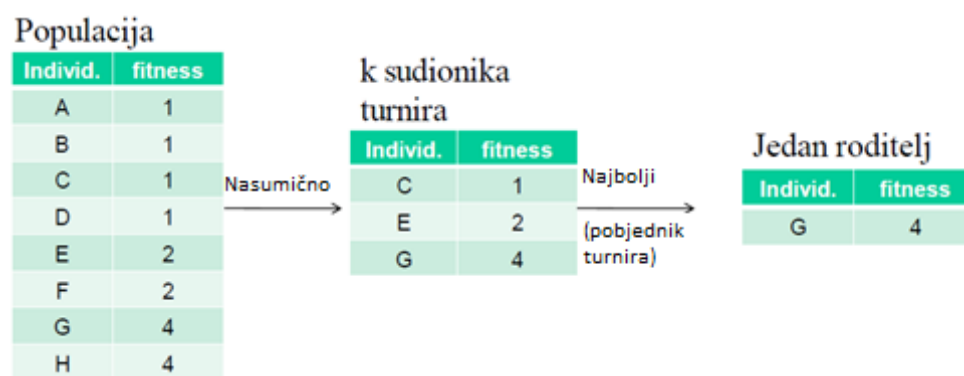 Populacija
Individ. fitness
A 1
B 1
C 1
D 1
E 2
F 2
G 4
H 4
Nasumično
k sudionika
turnira
Individ. fitness
C 1
E 2
G 4
Najbolji
(pobjednik
turnira)
Jedan roditelj
Individ. fitness
G 4